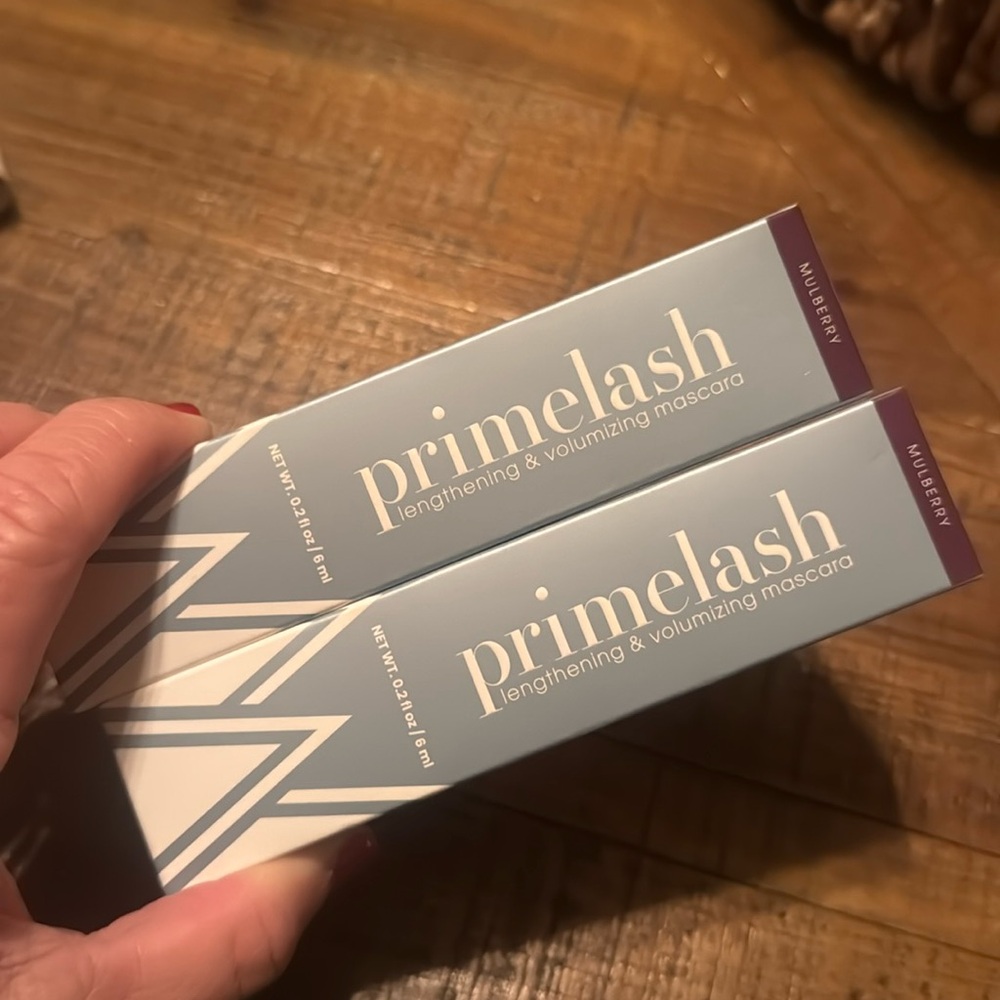 MULBERRY
primelash
lengthening & volumizing mascara
NET WT. 0.2 fl oz / 6 ml
MULBERRY
primelash
lengthening & volumizing mascara
NET WT. 0.2 fl oz / 6 ml